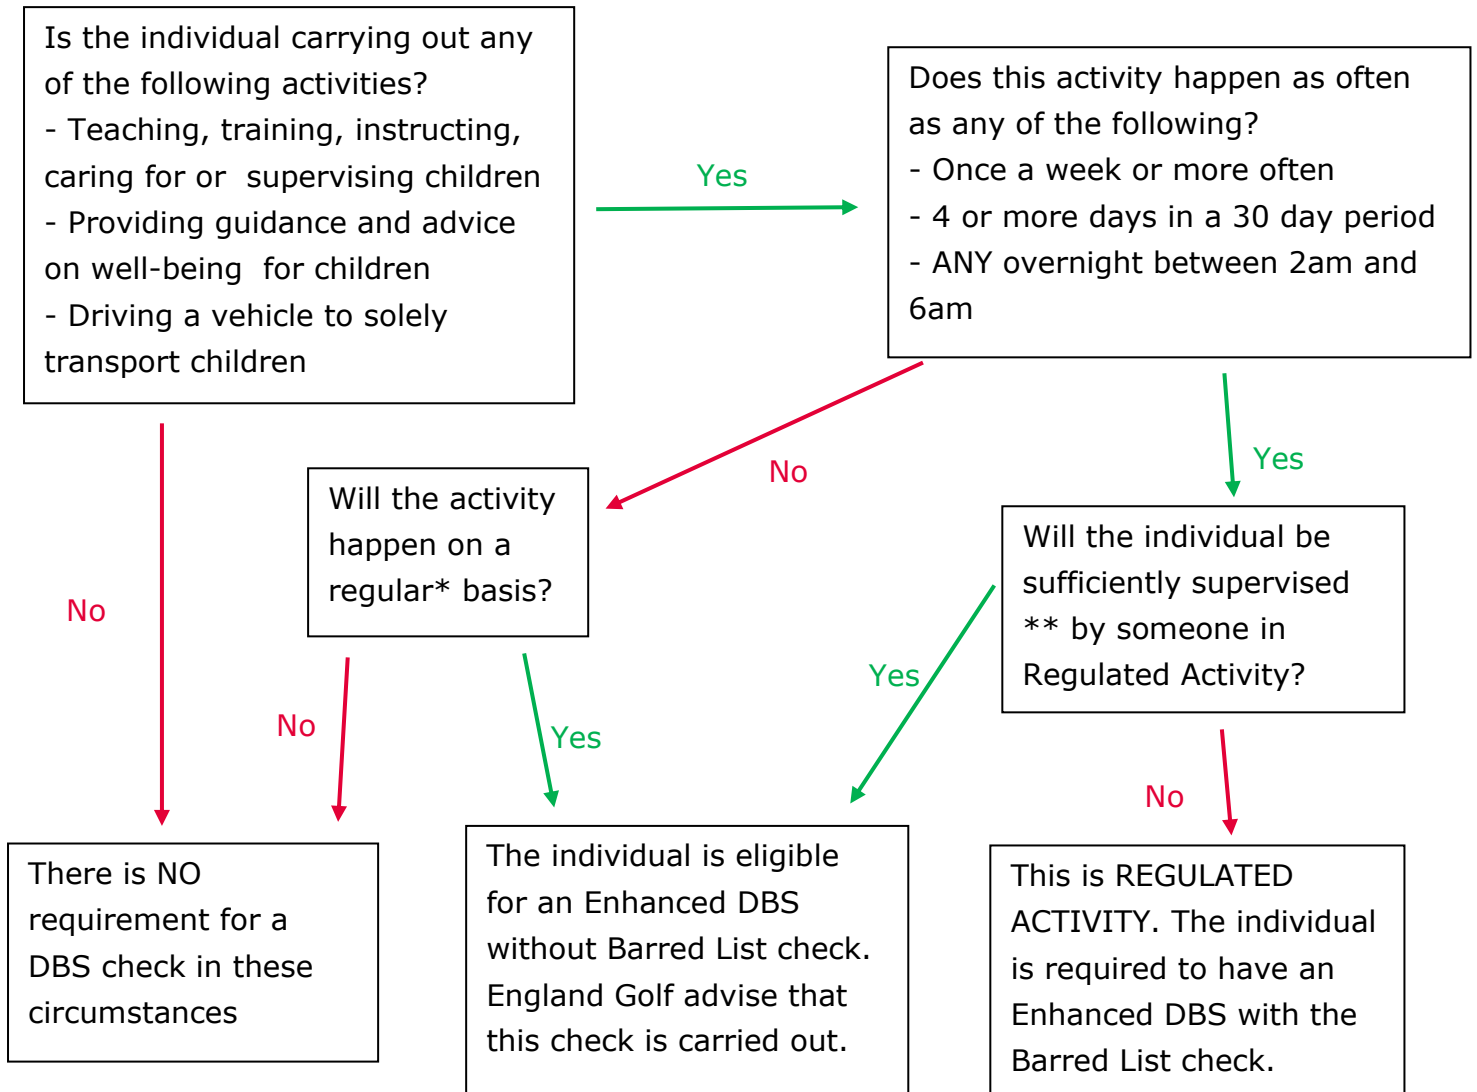 Is the individual carrying out any
of the following activities?
- Teaching, training, instructing,
caring for or  supervising children
- Providing guidance and advice
on well-being  for children
- Driving a vehicle to solely
transport children
Yes
Does this activity happen as often
as any of the following?
- Once a week or more often
- 4 or more days in a 30 day period
- ANY overnight between 2am and
6am
No
No
Yes
Will the activity
happen on a
regular* basis?
Will the individual be
sufficiently supervised
** by someone in
Regulated Activity?
No
Yes
Yes
No
There is NO
requirement for a
DBS check in these
circumstances
The individual is eligible
for an Enhanced DBS
without Barred List check.
England Golf advise that
this check is carried out.
This is REGULATED
ACTIVITY. The individual
is required to have an
Enhanced DBS with the
Barred List check.